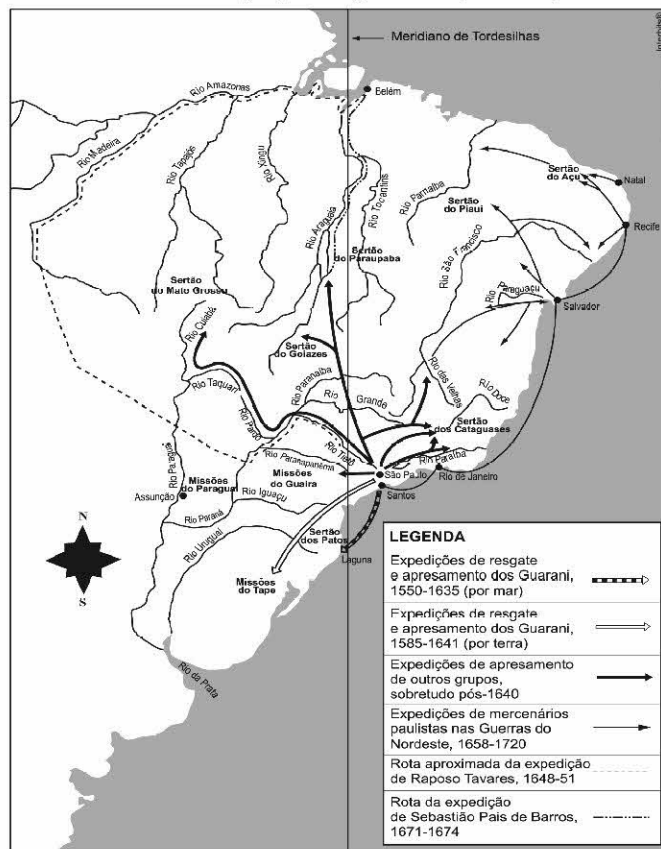 Meridiano de Tordesilhas
Belém
Rio Amazonas
Rio Madeira
Rio Tapajós
Rio Xingu
Rio Araguaia
Rio Tocantins
Rio Parnaíba
Sertão
do Açu
Natal
Sertão
do Piauí
Recife
Rio São Francisco
Sertão
do Paraupaba
Rio Paraguaçu
Salvador
Sertão
do Mato Grosso
Rio Cuiabá
Sertão
do Goiazes
Rio Taquari
Rio Paranaíba
Rio Grande
Rio das Velhas
Rio Doce
Sertão
dos Cataguases
Rio Pardo
Rio Tietê
Rio Paraíba
Rio de Janeiro
São Paulo
Santos
Rio Paranapanema
Missões
do Guaira
Rio Paraguai
Missões
do Paraguai
Assunção
Rio Iguaçu
Rio Paraná
Rio Uruguai
Sertão
dos Patos
Laguna
Missões
do Tape
Rio da Prata
N
S
LEGENDA
Expedições de resgate
e apresamento dos Guarani,
1550-1635 (por mar)
Expedições de resgate
e apresamento dos Guarani,
1585-1641 (por terra)
Expedições de apresamento
de outros grupos,
sobretudo pós-1640
Expedições de mercenários
paulistas nas Guerras do
Nordeste, 1658-1720
Rota aproximada da expedição
de Raposo Tavares, 1648-51
Rota da expedição
de Sebastião Pais de Barros,
1671-1674